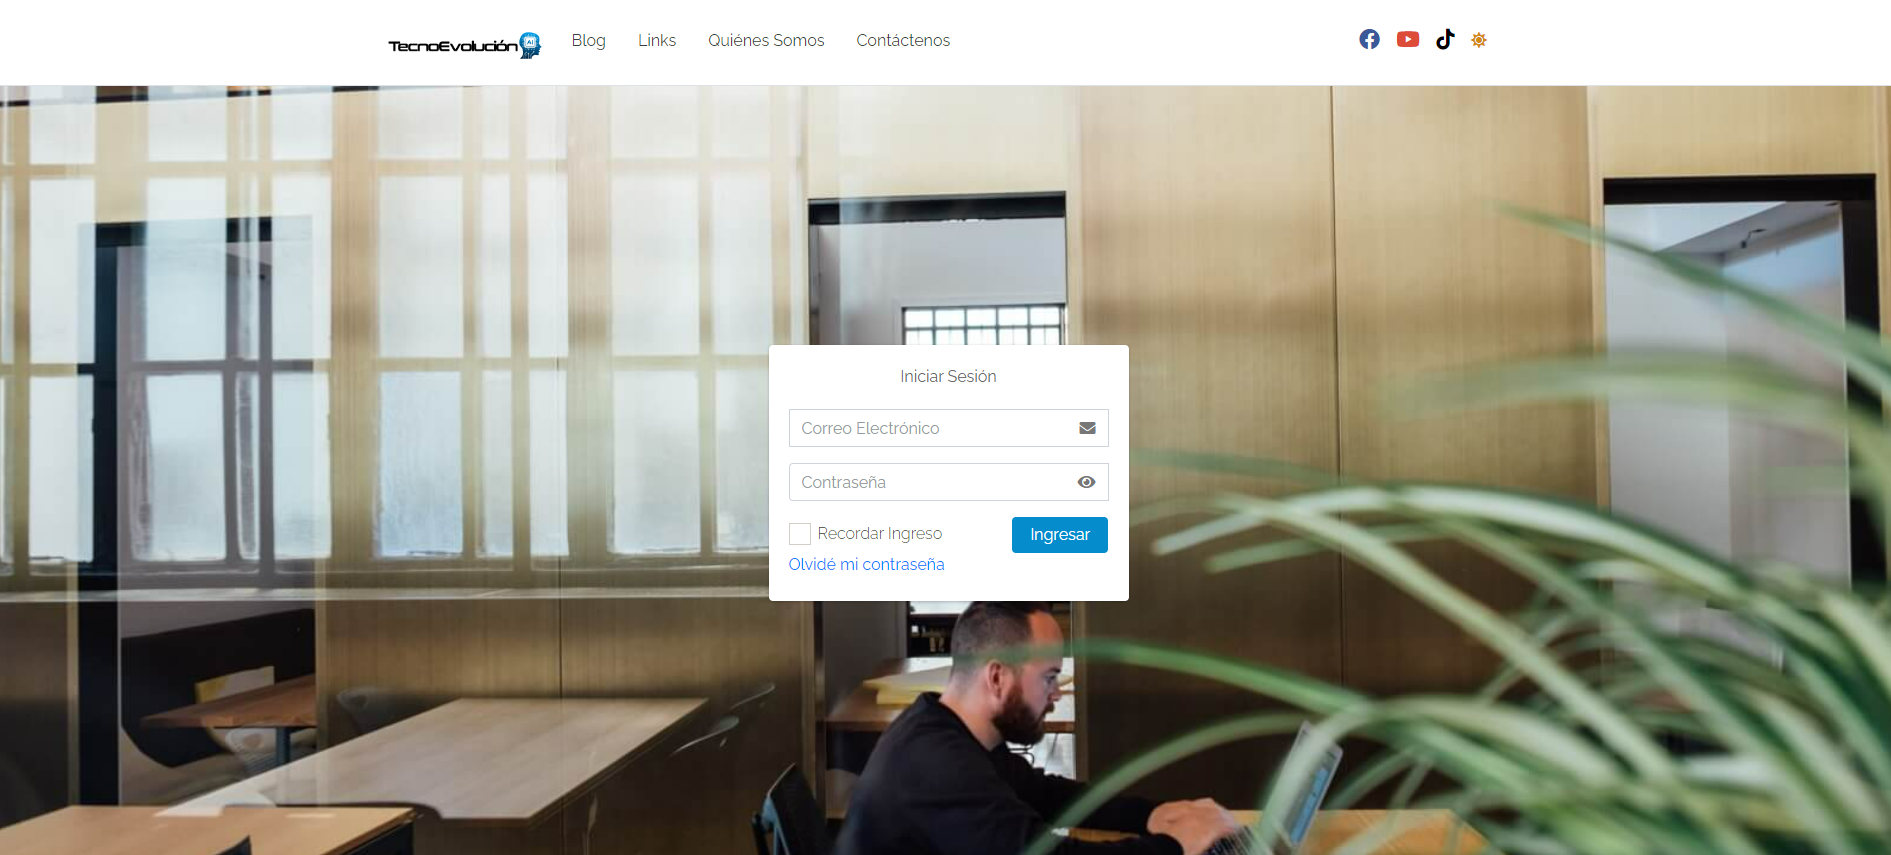 TecnoEvolución AI
Blog
Links
Quiénes Somos
Contáctenos
Iniciar Sesión
Correo Electrónico
Contraseña
Recordar Ingreso
Ingresar
Olvidé mi contraseña